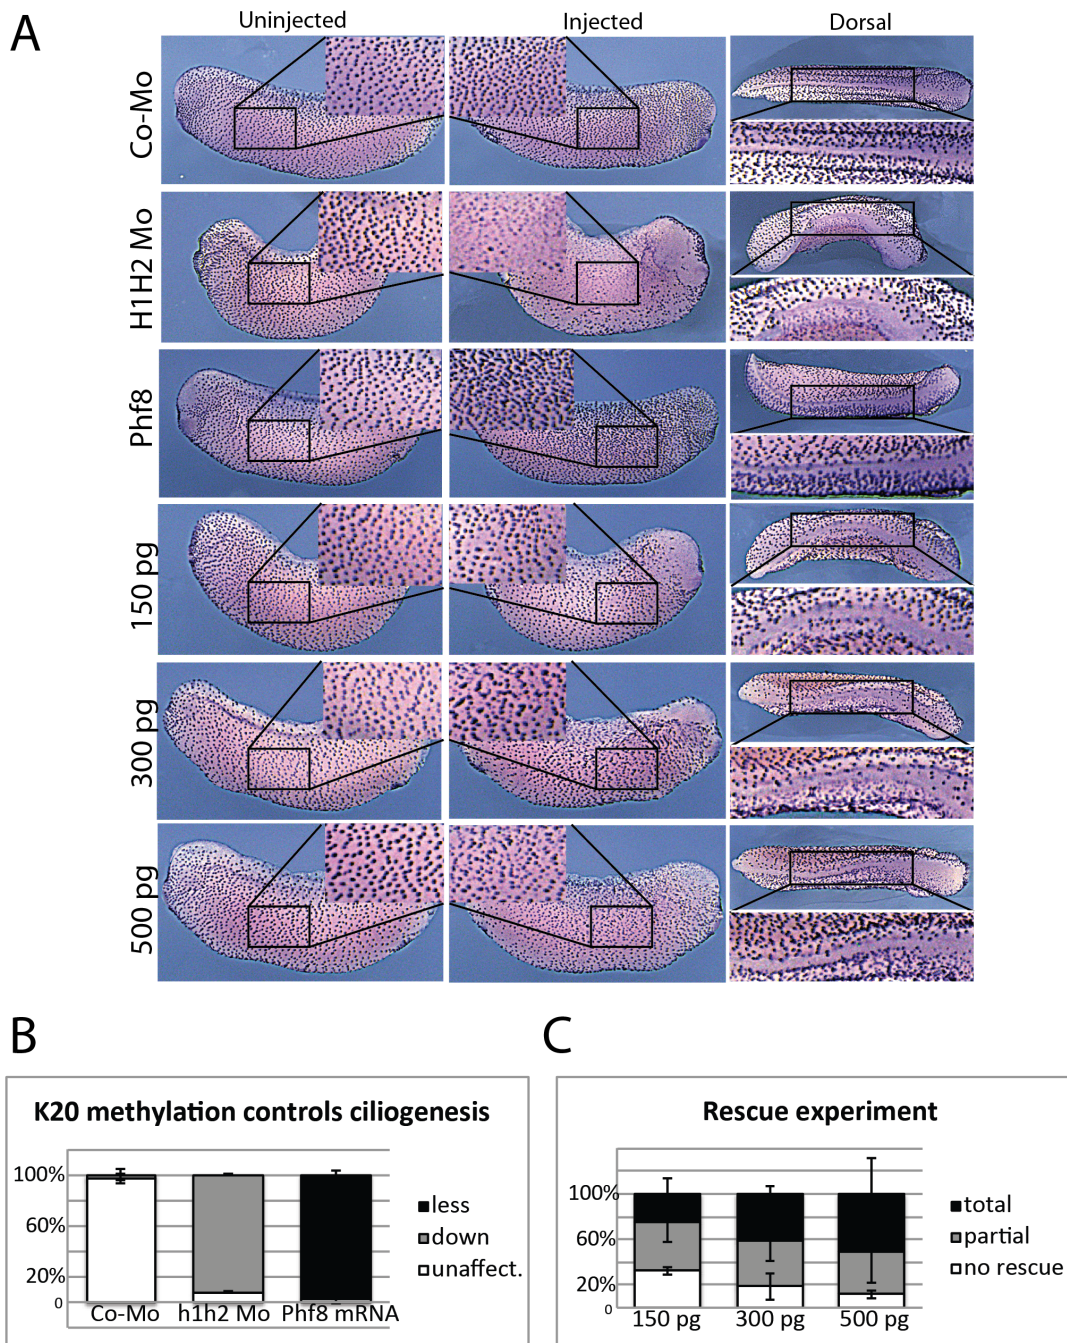 A
Uninjected
Injected
Dorsal
Co-Mo
H1H2 Mo
Phf8
150 pg
300 pg
500 pg
B
K20 methylation controls ciliogenesis
100%
60%
20%
0
Co-Mo
h1h2 Mo
Phf8 mRNA
less
down
unaffect.
C
Rescue experiment
100%
60%
20%
0
150 pg
300 pg
500 pg
total
partial
no rescue